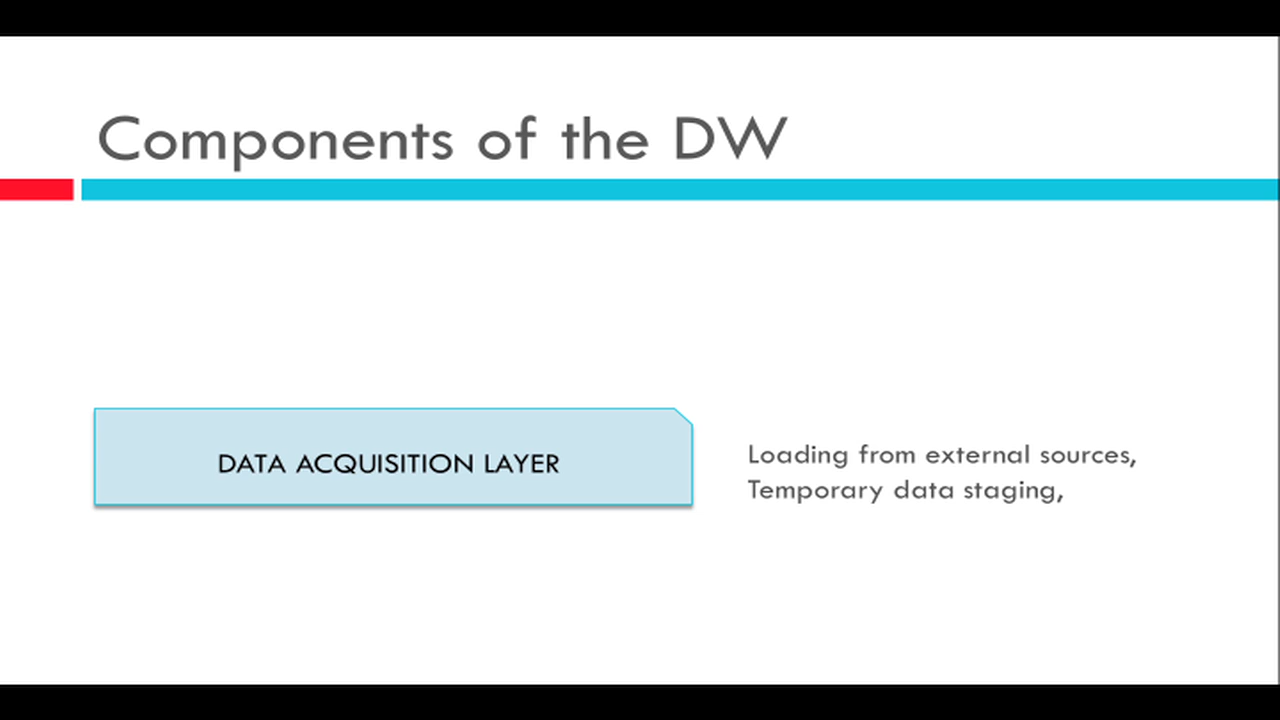 Components of the DW
DATA ACQUISITION LAYER
Loading from external sources,
Temporary data staging,